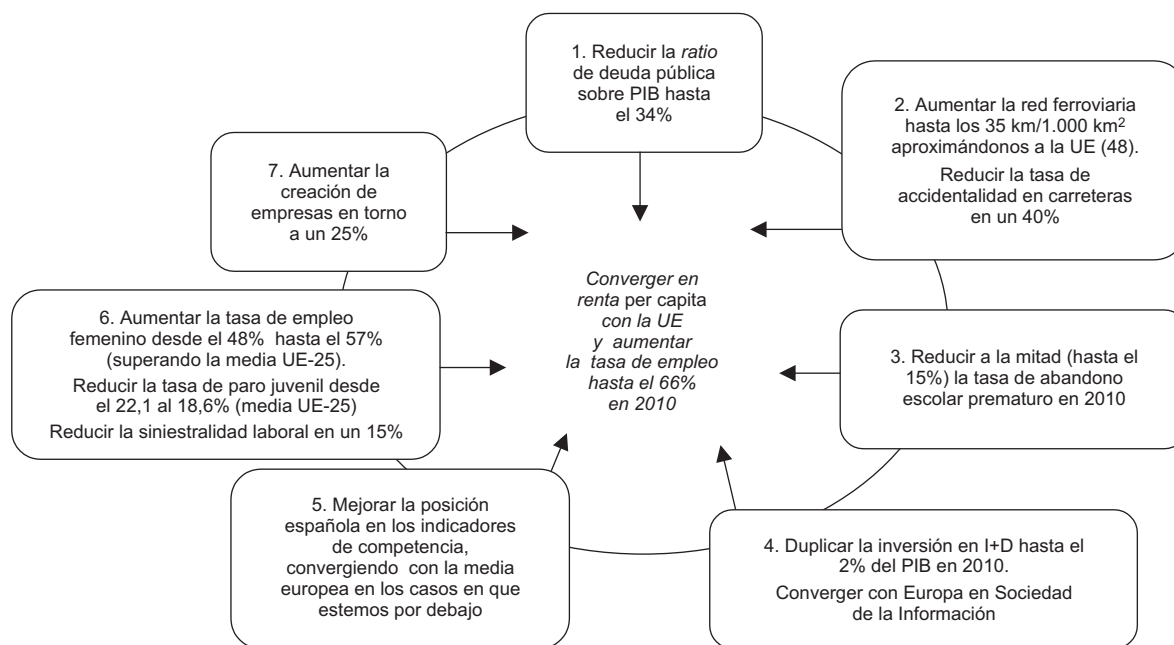 1. Reducir la ratio
de deuda pública
sobre PIB hasta
el 34%
2. Aumentar la red ferroviaria
hasta los 35 km/1.000 km²
aproximándonos a la UE (48).
Reducir la tasa de
accidentalidad en carreteras
en un 40%
3. Reducir a la mitad (hasta el
15%) la tasa de abandono
escolar prematuro en 2010
4. Duplicar la inversión en I+D hasta el
2% del PIB en 2010.
Converger con Europa en Sociedad
de la Información
5. Mejorar la posición
española en los indicadores
de competencia,
convergiendo con la media
europea en los casos en que
estemos por debajo
6. Aumentar la tasa de empleo
femenino desde el 48% hasta el 57%
(superando la media UE-25).
Reducir la tasa de paro juvenil desde
el 22,1 al 18,6% (media UE-25)
Reducir la siniestralidad laboral en un 15%
7. Aumentar la
creación de
empresas en torno
a un 25%
Converger en
renta per capita
con la UE
y aumentar
la tasa de empleo
hasta el 66%
en 2010